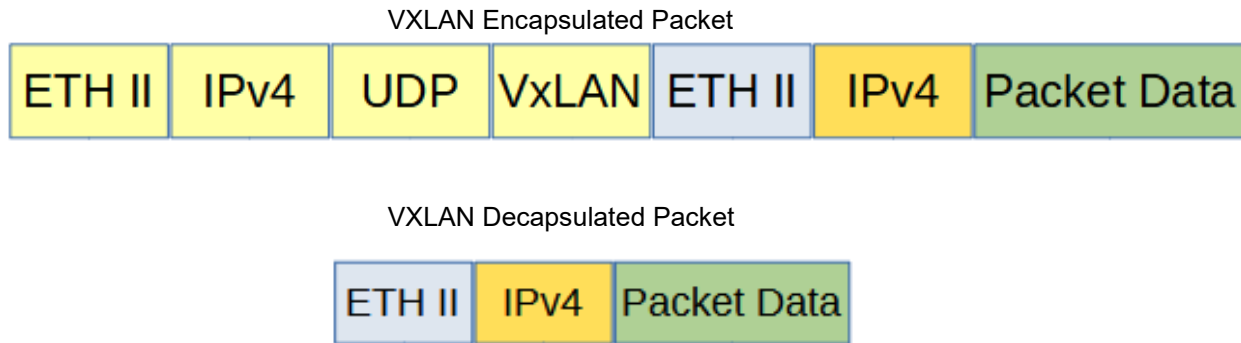 VXLAN Encapsulated Packet
ETH II IPv4 UDP VxLAN ETH II IPv4 Packet Data
VXLAN Decapsulated Packet
ETH II IPv4 Packet Data